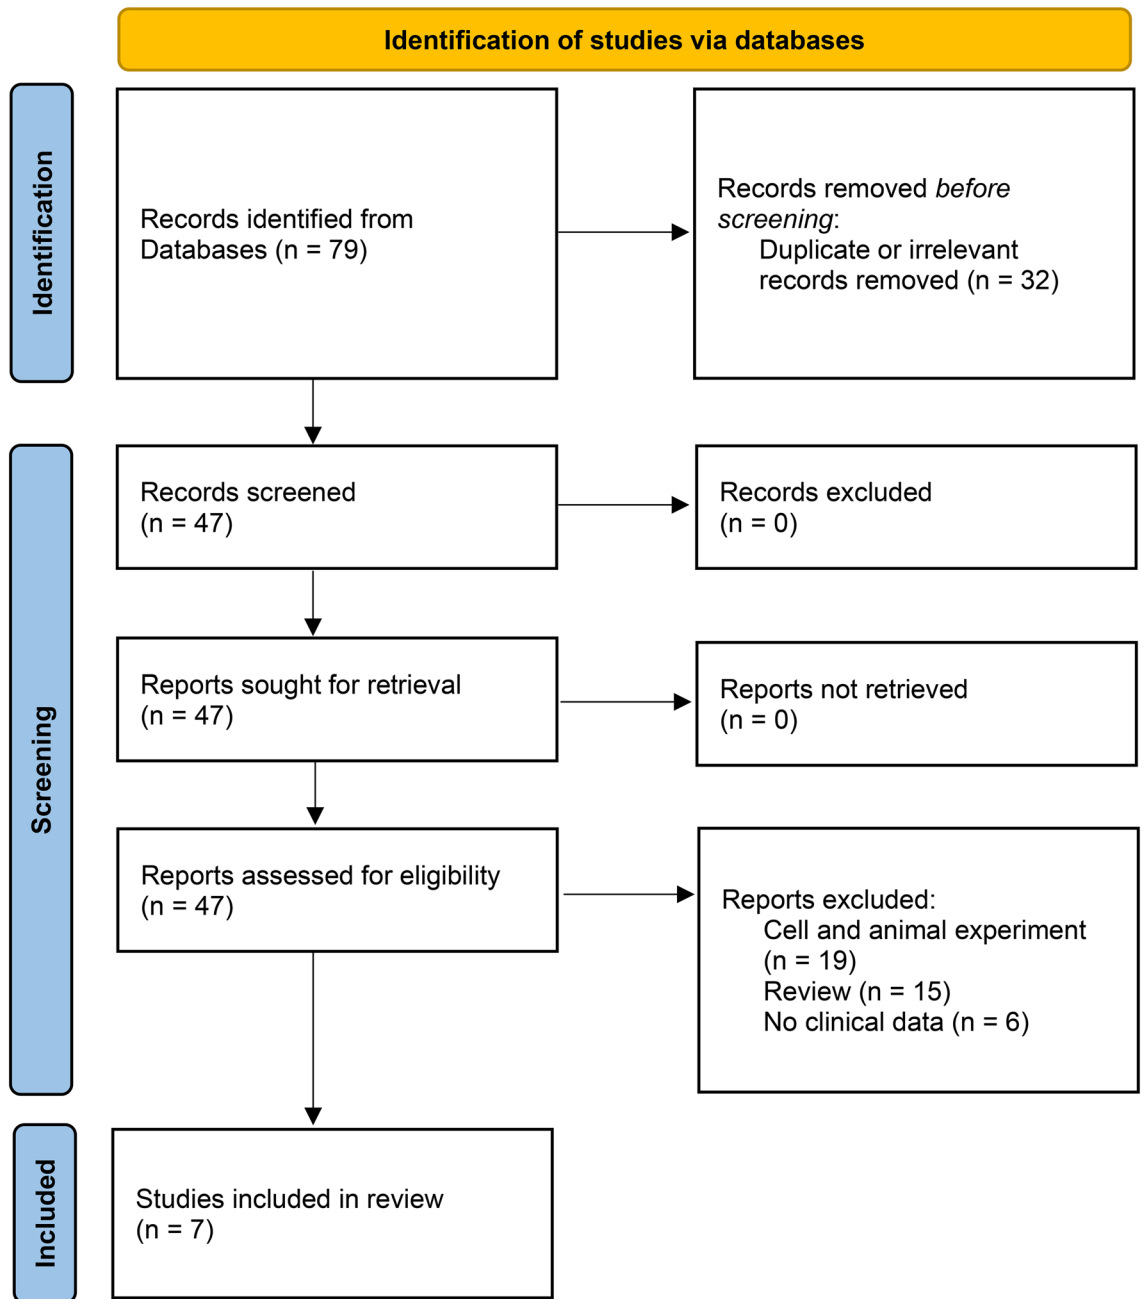 Identification of studies via databases
Identification
Records identified from
Databases (n = 79)
Records removed before
screening:
Duplicate or irrelevant
records removed (n = 32)
Screening
Records screened
(n = 47)
Records excluded
(n = 0)
Reports sought for retrieval
(n = 47)
Reports not retrieved
(n = 0)
Reports assessed for eligibility
(n = 47)
Reports excluded:
Cell and animal experiment
(n = 19)
Review (n = 15)
No clinical data (n = 6)
Included
Studies included in review
(n = 7)